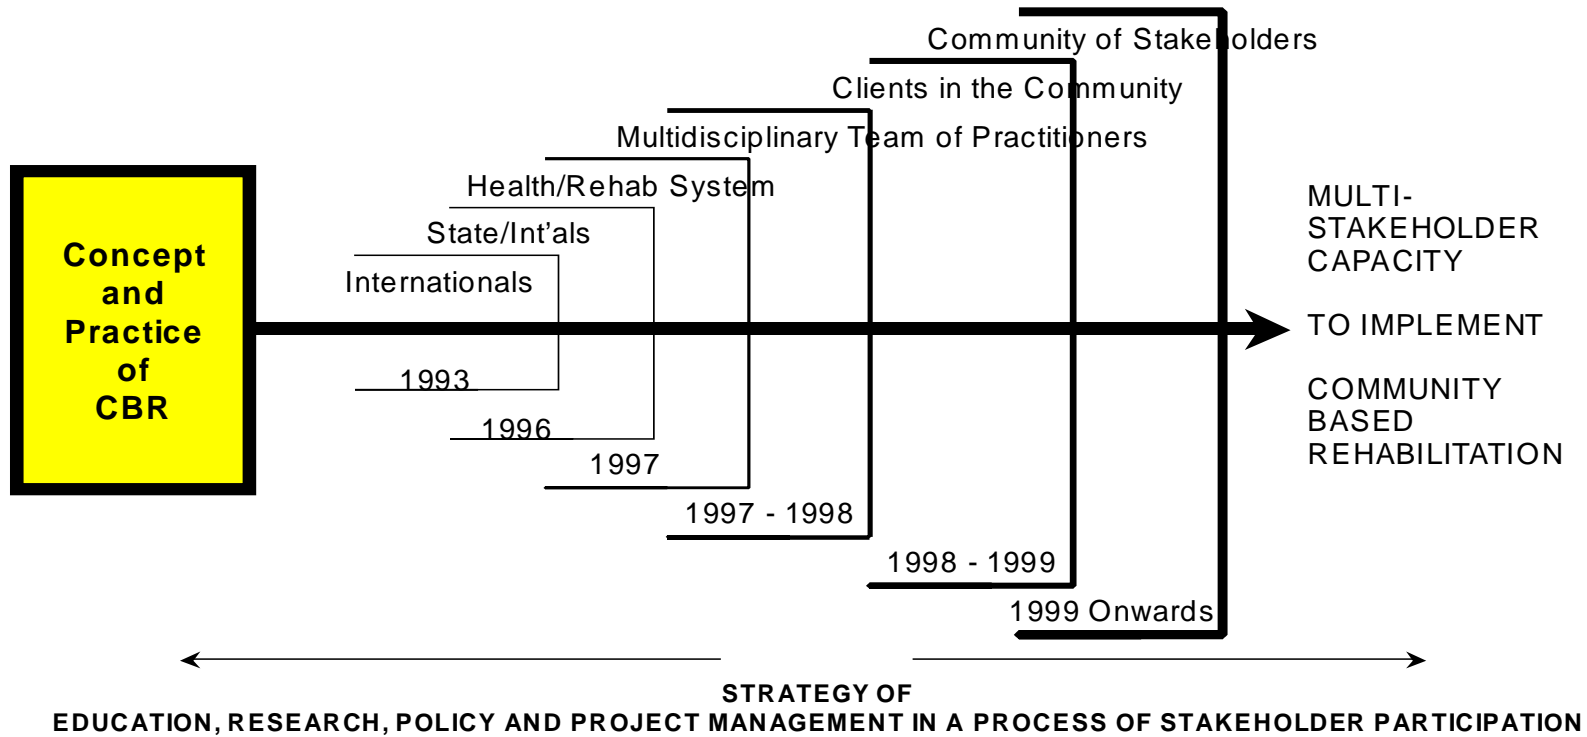 Community of Stakeholders
Clients in the Community
Multidisciplinary Team of Practitioners
Health/Rehab System
State/Int'als
Internationals
Concept
and
Practice
of
CBR
1993
1996
1997
1997 - 1998
1998 - 1999
1999 Onwards
MULTI-
STAKEHOLDER
CAPACITY
TO IMPLEMENT
COMMUNITY
BASED
REHABILITATION
STRATEGY OF
EDUCATION, RESEARCH, POLICY AND PROJECT MANAGEMENT IN A PROCESS OF STAKEHOLDER PARTICIPATION